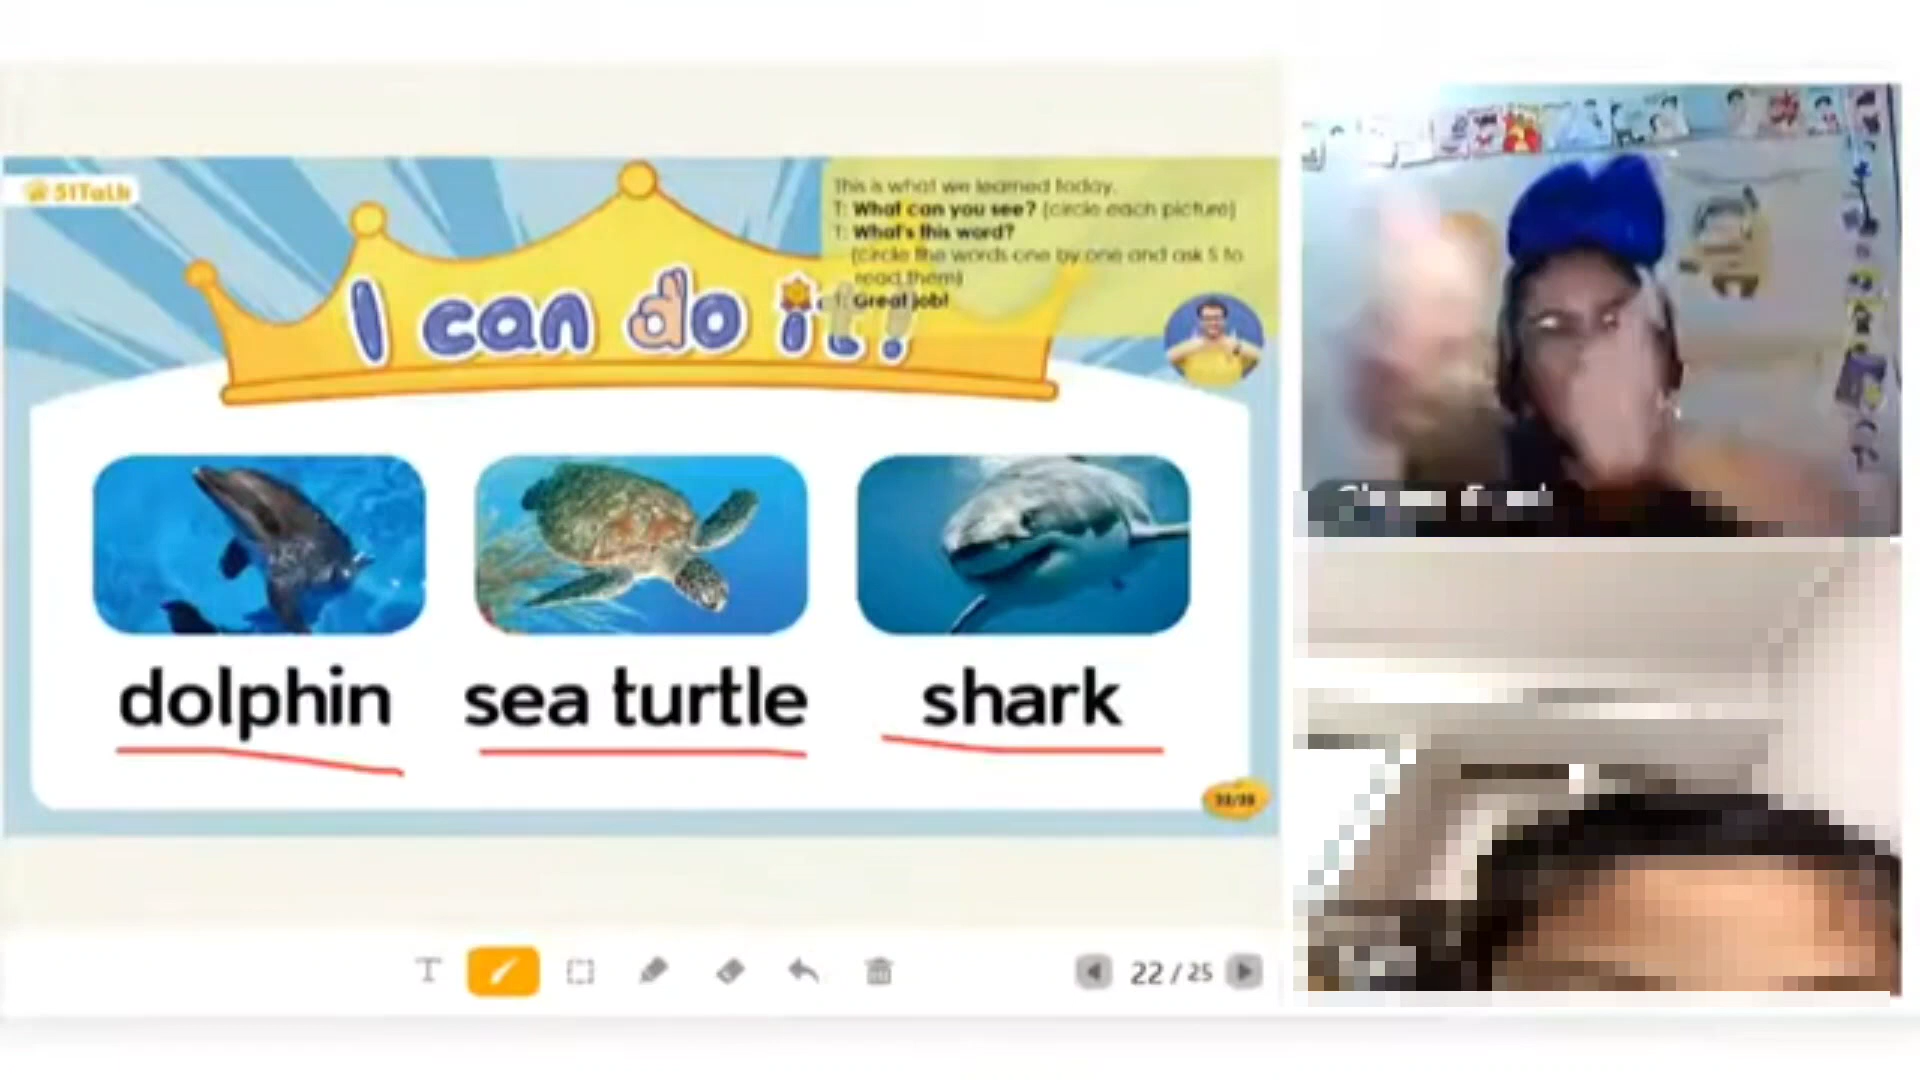 51Talk
This is what we learned today.
T: What can you see? (circle each picture)
T: What's this word?
(circle the words one by one and ask S to
read them)
T: Great job!
I can do it!
dolphin sea turtle shark
T
22 / 25